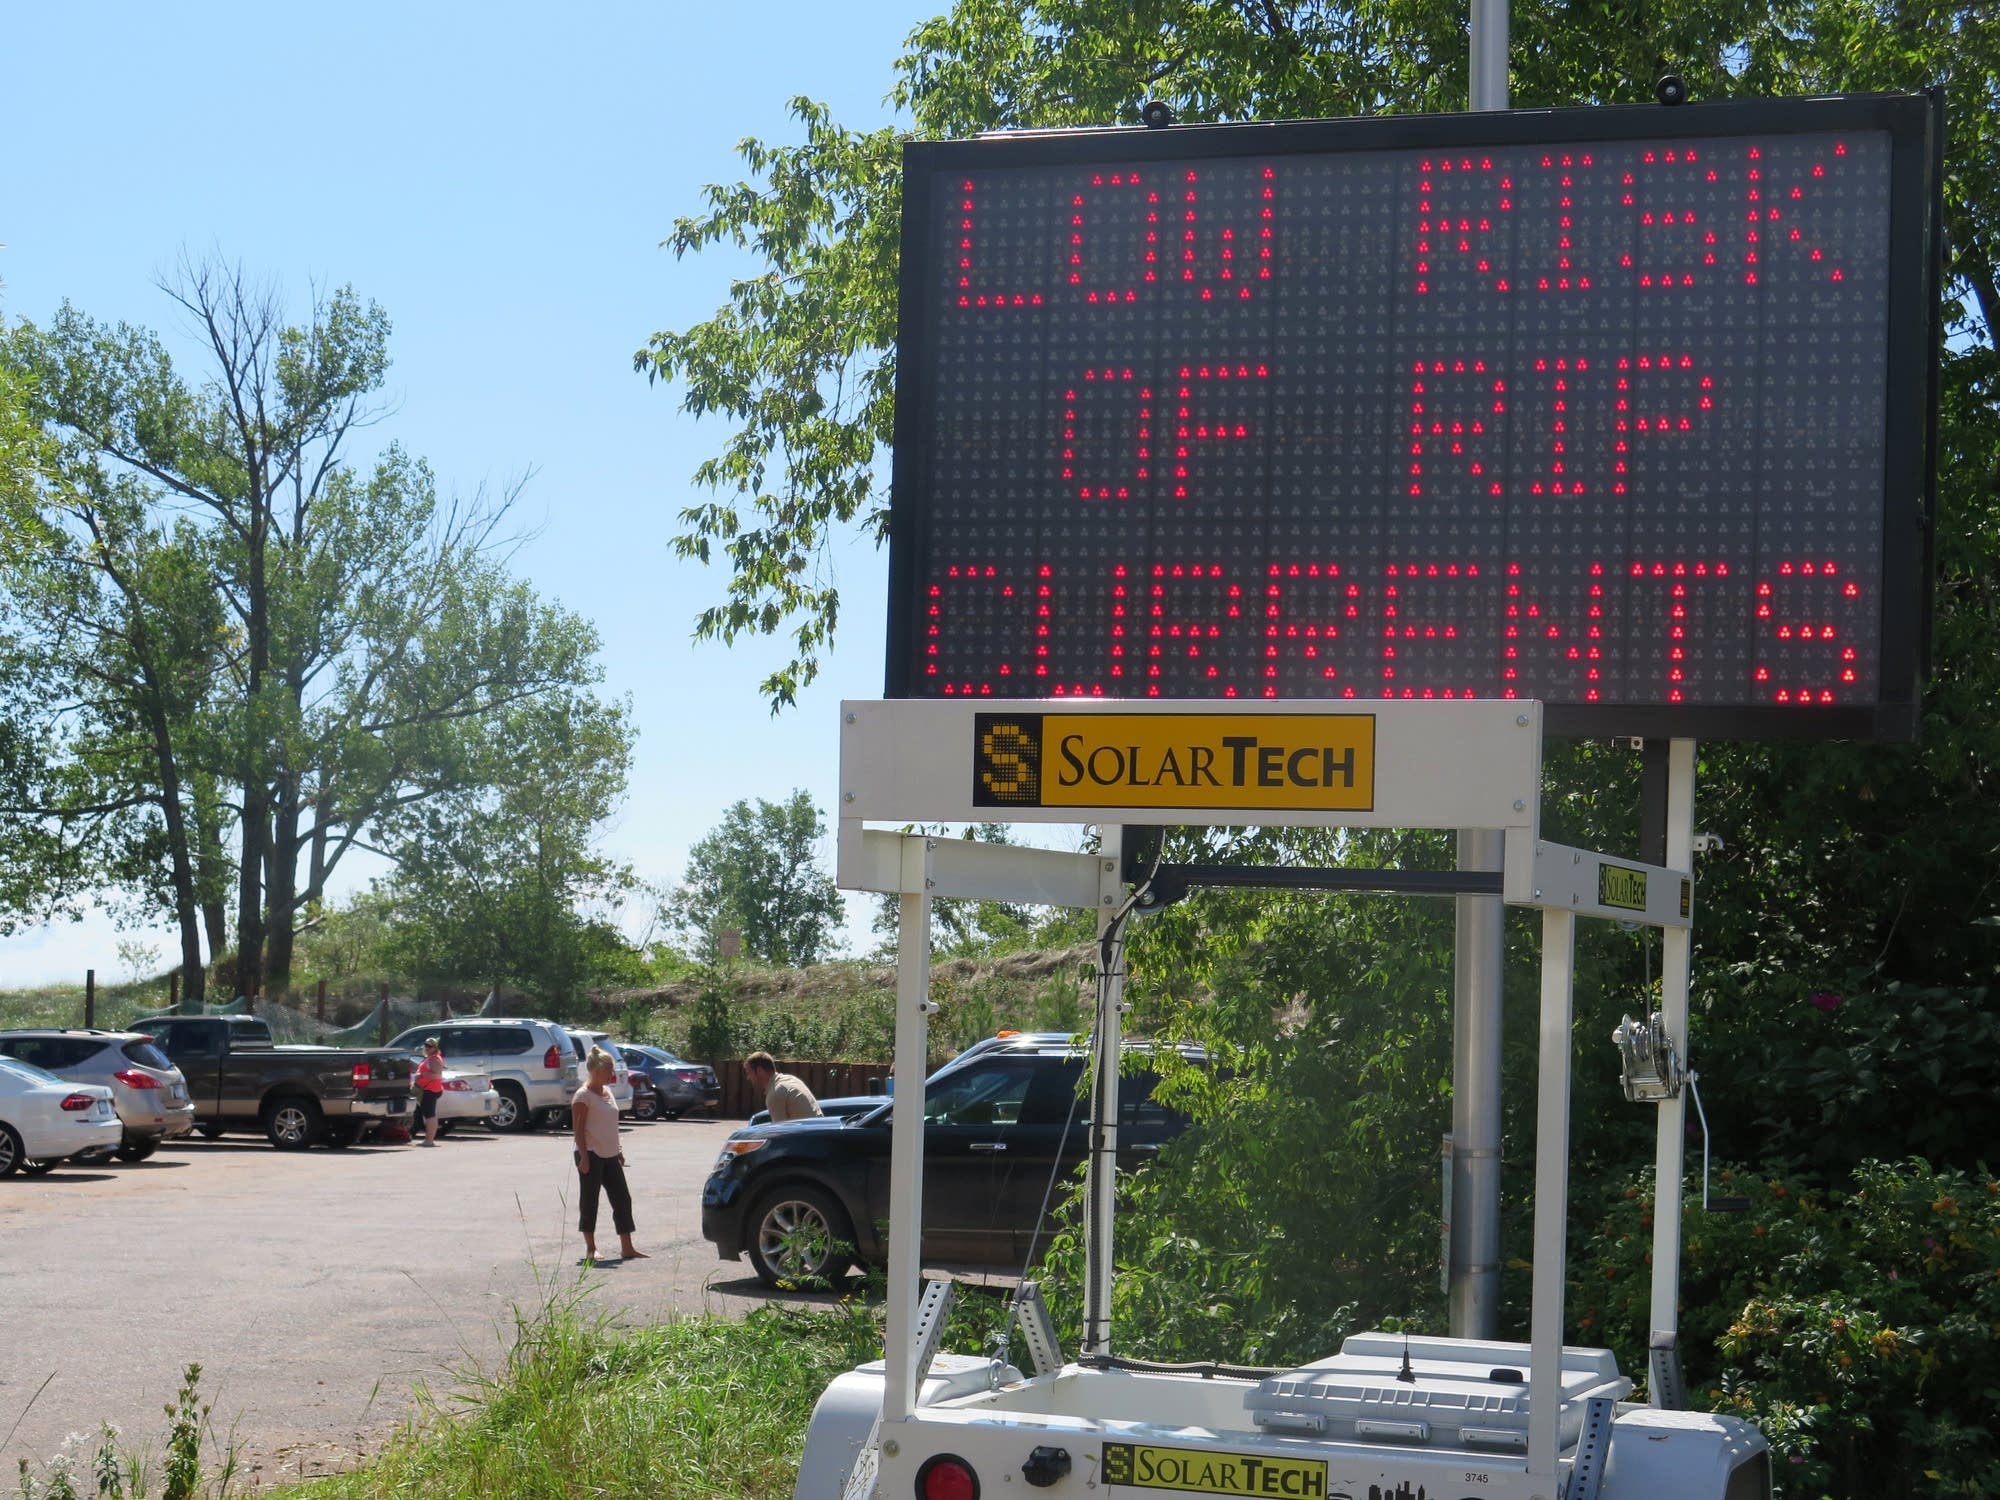 LOW RISK
OF RIP
CURRENTS
SOLARTECH
SOLARTECH
SOLARTECH
3745